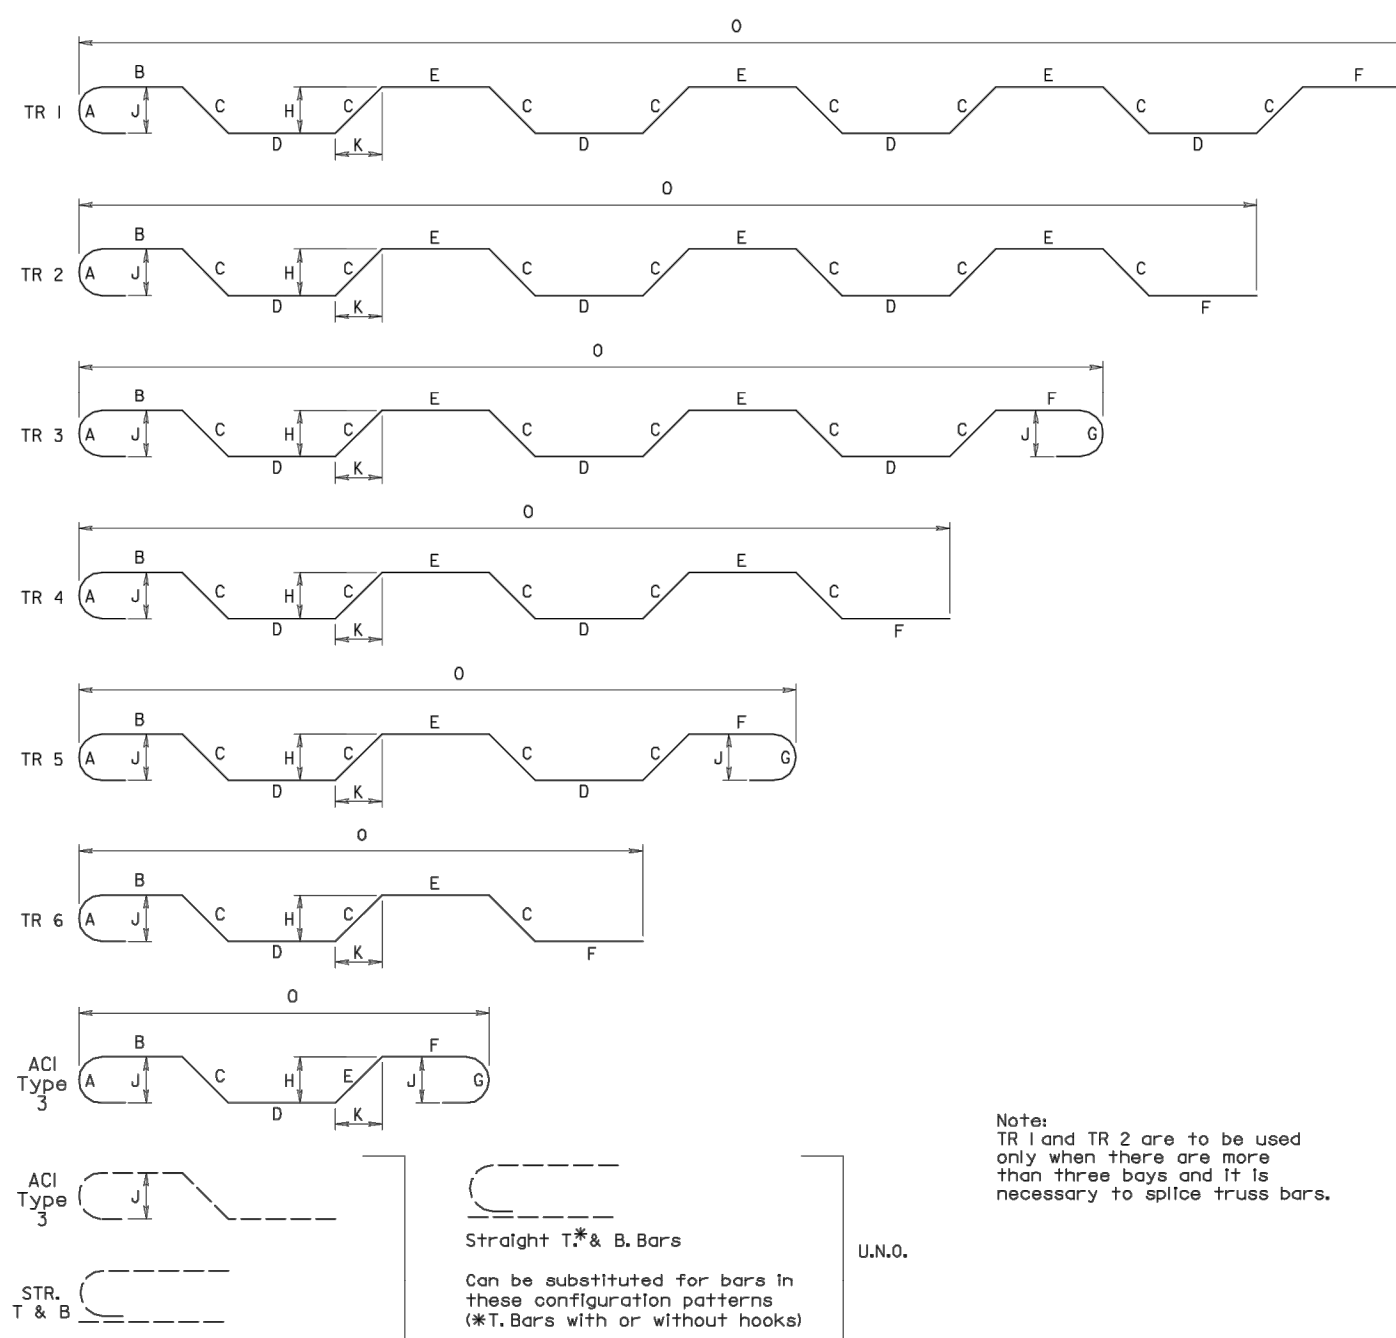 O
B E E E F
TR 1 A J C H C C C C C C C
D K D D D
O
B E E E
TR 2 A J C H C C C C C C
D K D D F
O
B E E F
TR 3 A J C H C C C C C J G
D K D D
O
B E E
TR 4 A J C H C C C C
D K D F
O
B E F
TR 5 A J C H C C C J G
D K D
O
B E
TR 6 A J C H C C
D K F
O
B F
ACI
Type
3
A J C H E J G
D K
Note:
TR 1 and TR 2 are to be used
only when there are more
than three bays and it is
necessary to splice truss bars.
ACI
Type
3
J
STR.
T & B
Straight T.* & B. Bars
Can be substituted for bars in
these configuration patterns
(*T. Bars with or without hooks)
U.N.O.